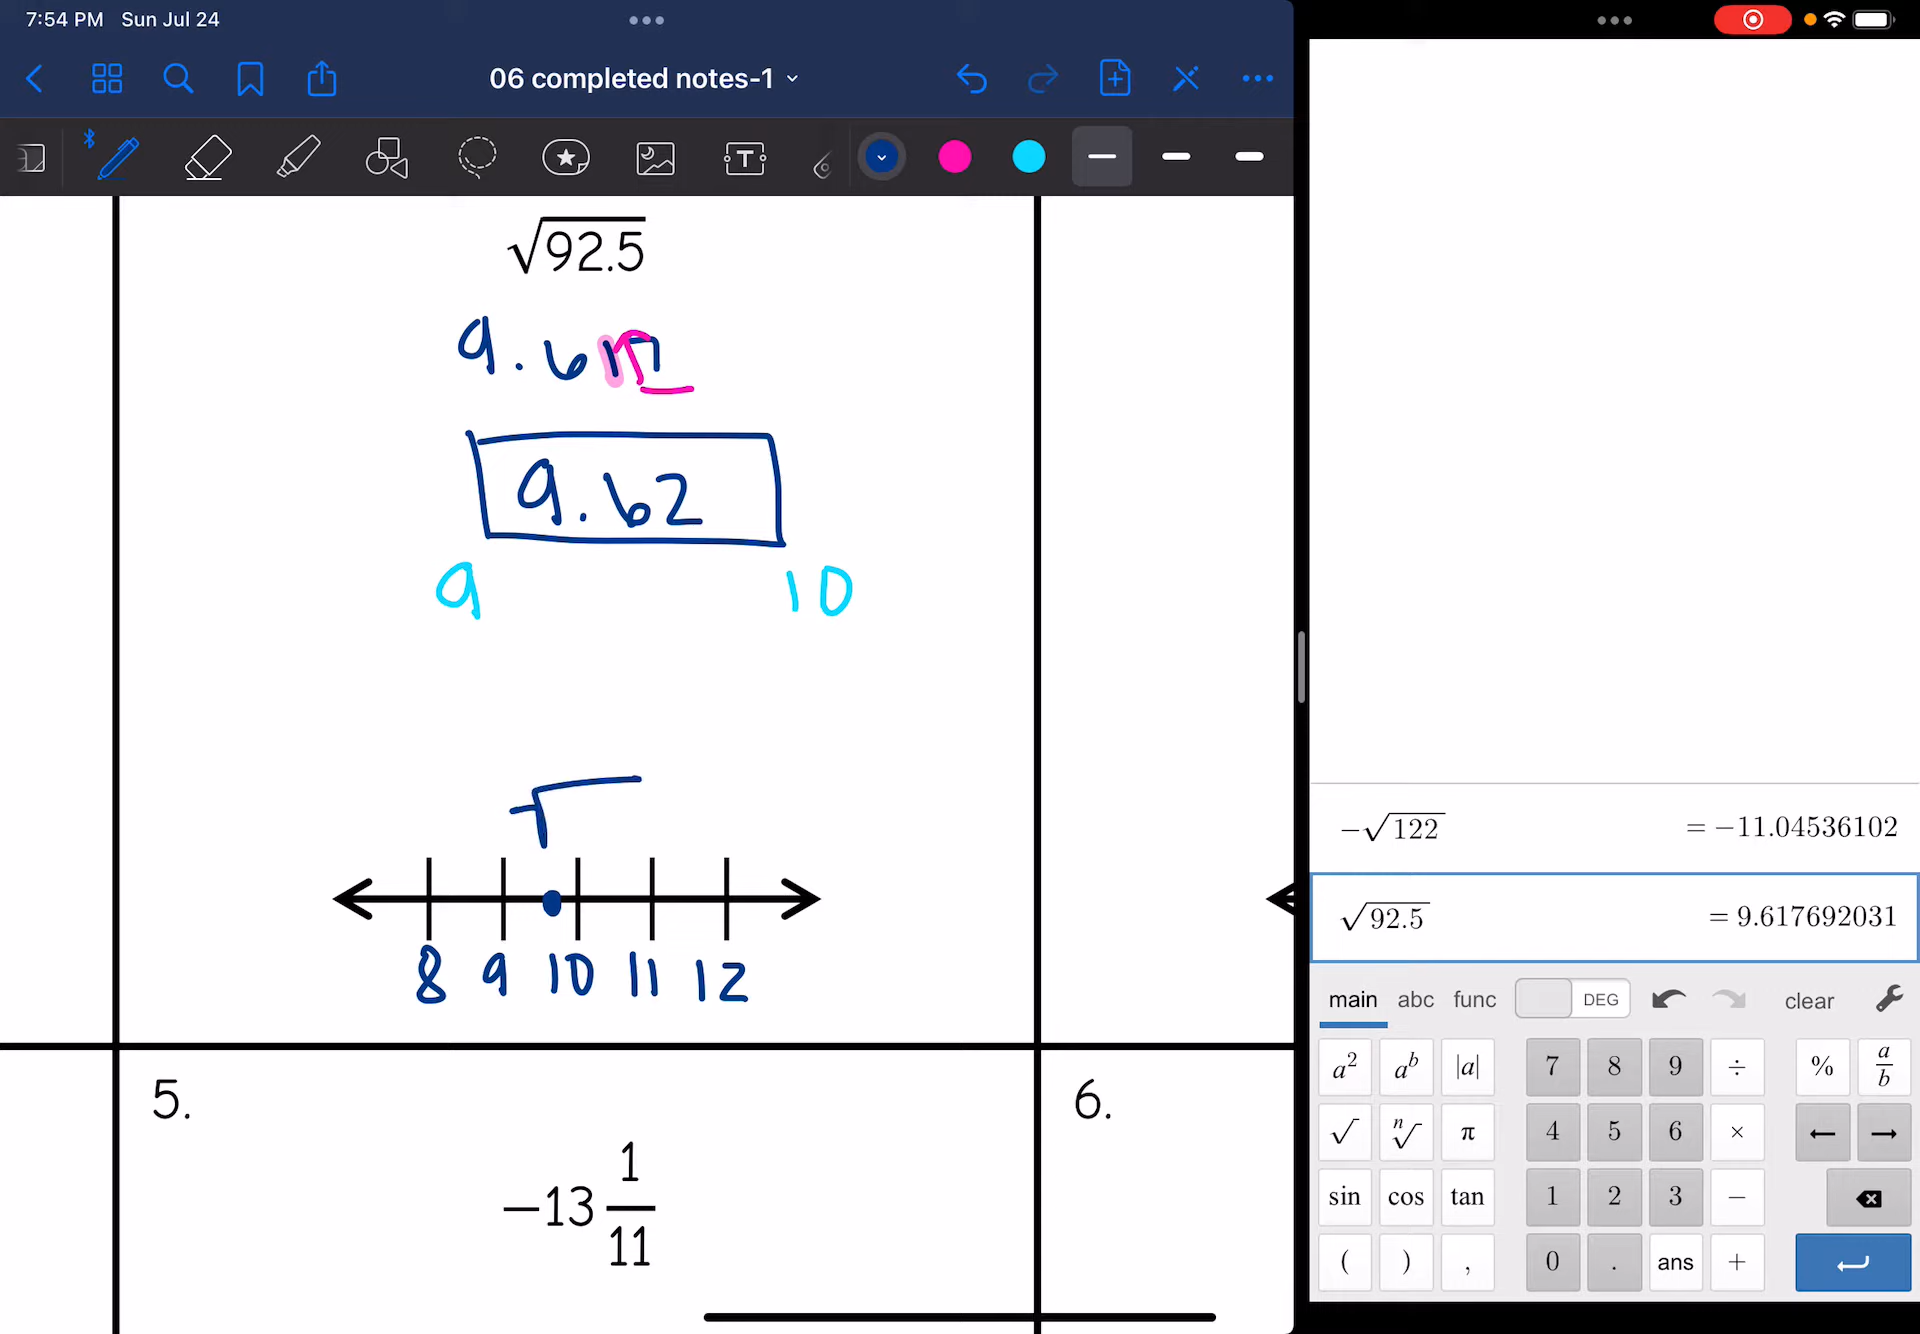 7:54 PM Sun Jul 24
06 completed notes-1
T
√92.5
9.617
9.62
9 10
√
8 9 10 11 12
5.
-13 1/11
6.
-√122 = -11.04536102
√92.5 = 9.617692031
main abc func DEG clear
a² aᵇ |a| 7 8 9 ÷ % a/b
√ ⁿ√ π 4 5 6 × ← →
sin cos tan 1 2 3 −
( ) , 0 . ans +